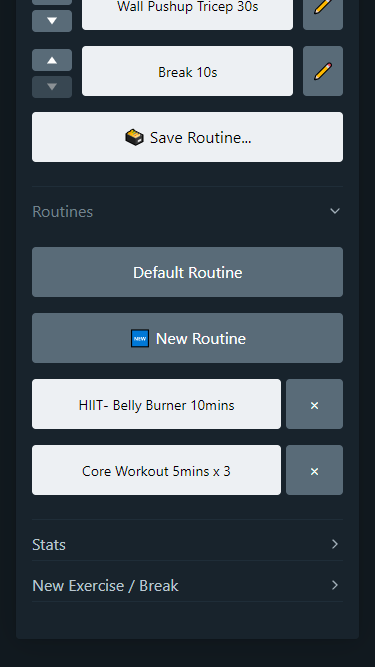 Wall Pushup Tricep 30s
Break 10s
Save Routine...
Routines
Default Routine
NEW New Routine
HIIT- Belly Burner 10mins
×
Core Workout 5mins x 3
×
Stats
New Exercise / Break